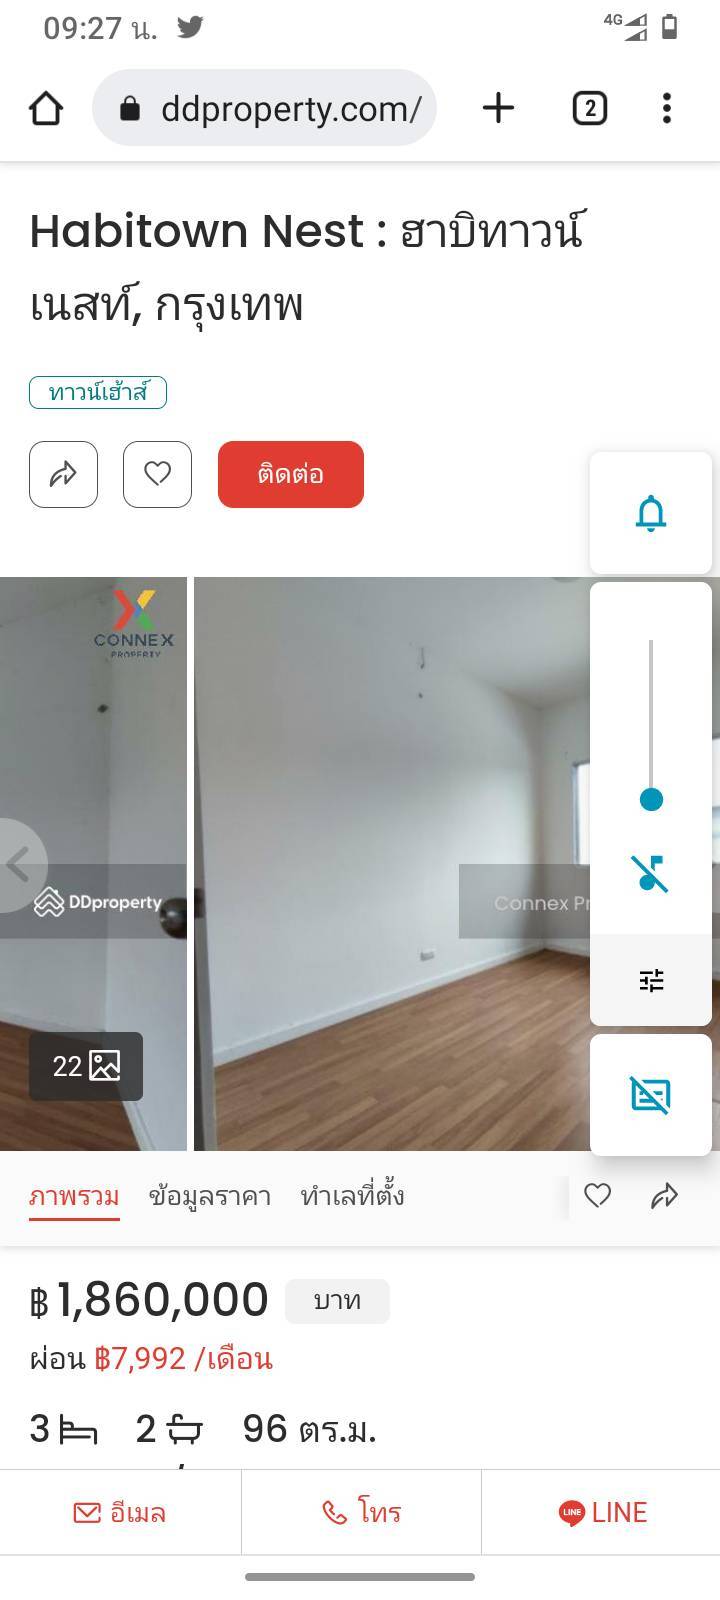 09:27 น.
4G
ddproperty.com/
2
Habitown Nest : ฮาบิทาวน์
เนสท์, กรุงเทพ
ทาวน์เฮ้าส์
ติดต่อ
CONNEX
PROPERTY
DDproperty
Connex Pr
22
ภาพรวม ข้อมูลราคา ทำเลที่ตั้ง
฿ 1,860,000 บาท
ผ่อน ฿7,992 /เดือน
3 2 96 ตร.ม.
อีเมล โทร LINE LINE